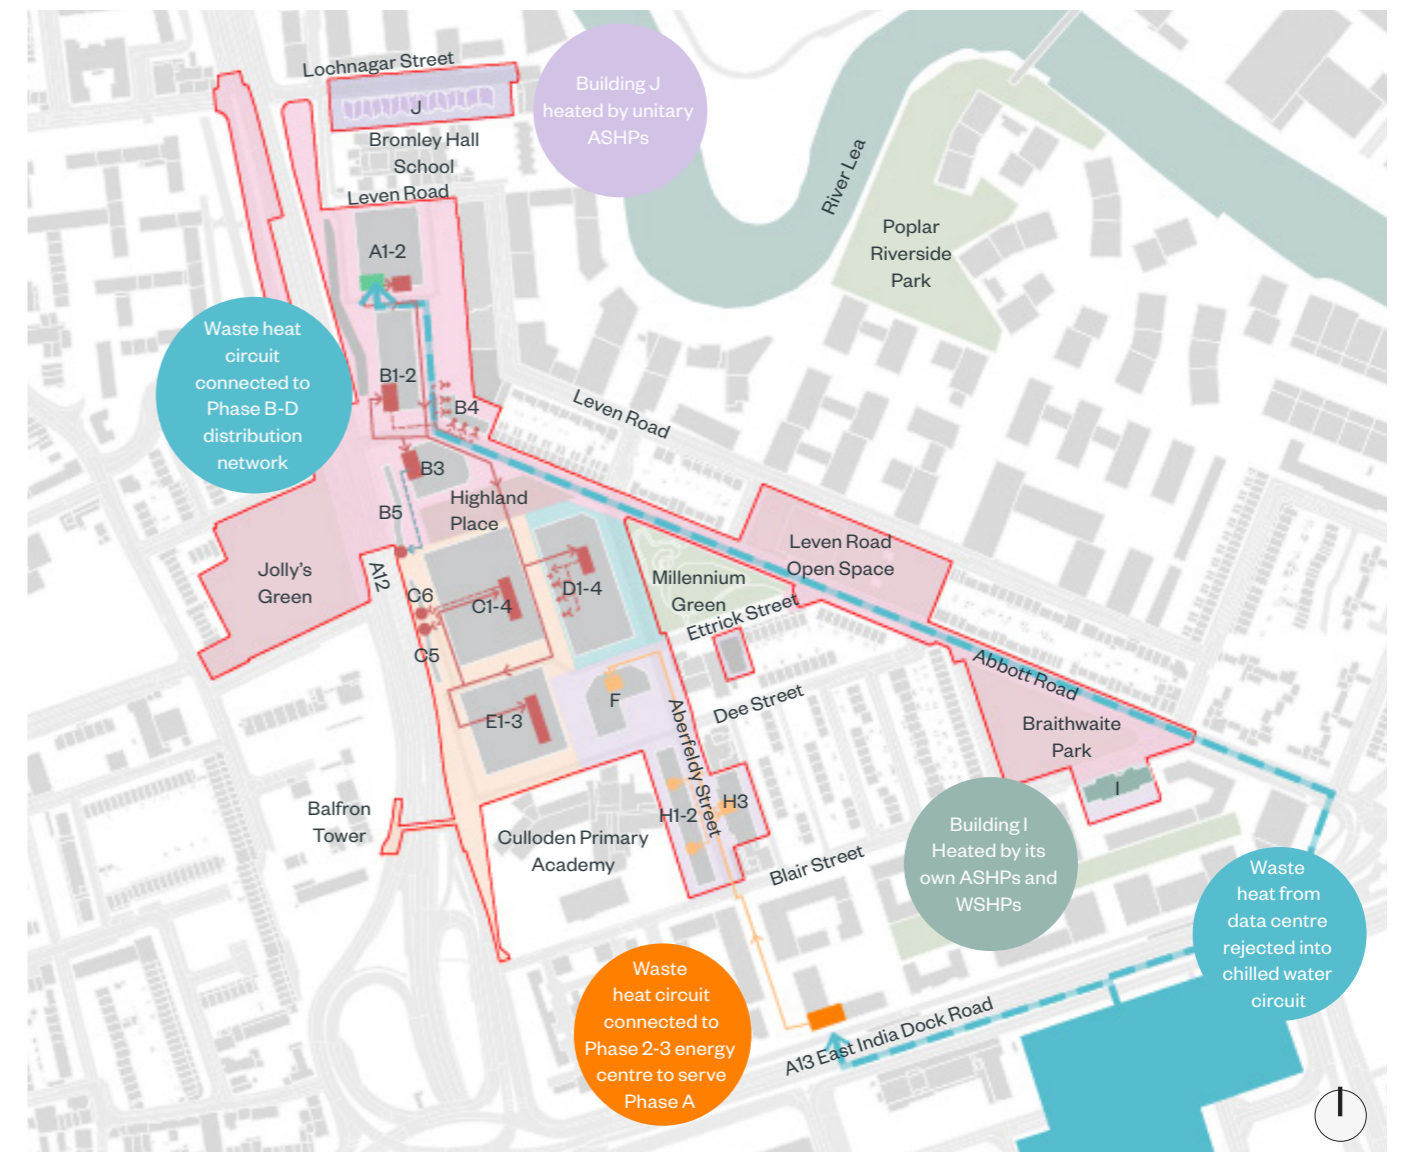 Lochnagar Street
J
Building J
heated by unitary
ASHPs
Bromley Hall
School
Leven Road
River Lea
A1-2
Poplar
Riverside
Park
Waste heat
circuit
connected to
Phase B-D
distribution
network
B1-2
B4
Leven Road
B3
Highland
Place
B5
Leven Road
Open Space
Jolly's
Green
A12
Millennium
Green
D1-4
C6
C1-4
Ettrick Street
C5
Abbott Road
Dee Street
F
E1-3
Aberfeldy Street
Braithwaite
Park
I
H3
H1-2
Balfron
Tower
Culloden Primary
Academy
Blair Street
Building I
Heated by its
own ASHPs and
WSHPs
Waste
heat from
data centre
rejected into
chilled water
circuit
Waste
heat circuit
connected to
Phase 2-3 energy
centre to serve
Phase A
A13 East India Dock Road